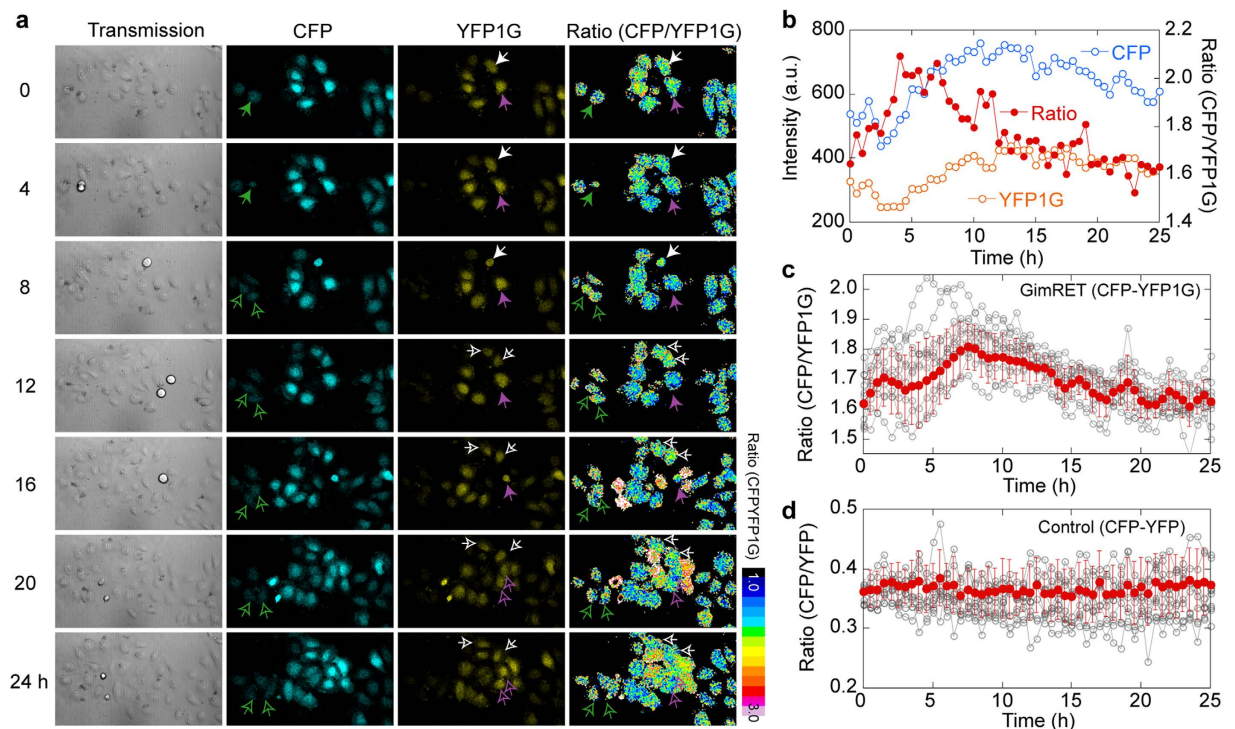 a
Transmission
CFP
YFP1G
Ratio (CFP/YFP1G)
0
4
8
12
16
20
24 h
Ratio (CFPYFP1G)
1.0
3.0
b
800
600
400
200
Intensity (a.u.)
2.2
2.0
1.8
1.6
1.4
Ratio
(CFP/YFP1G)
CFP
Ratio
YFP1G
0
5
10
15
20
25
Time (h)
c
GimRET (CFP-YFP1G)
2.0
1.9
1.8
1.7
1.6
1.5
Ratio (CFP/YFP1G)
0
5
10
15
20
25
Time (h)
d
Control (CFP-YFP)
0.5
0.4
0.3
0.2
Ratio (CFP/YFP)
0
5
10
15
20
25
Time (h)